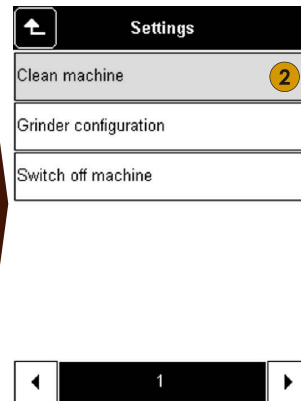 Settings
Clean machine
2
Grinder configuration
Switch off machine
1